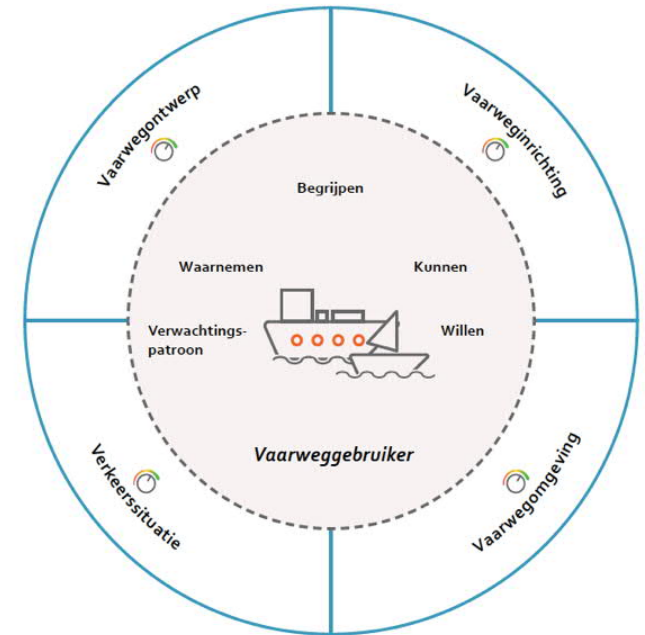 Vaarwegontwerp
Vaarweginrichting
Begrijpen
Waarnemen
Kunnen
Verwachtings-
patroon
Willen
Vaarweggebruiker
Verkeerssituatie
Vaarwegomgeving